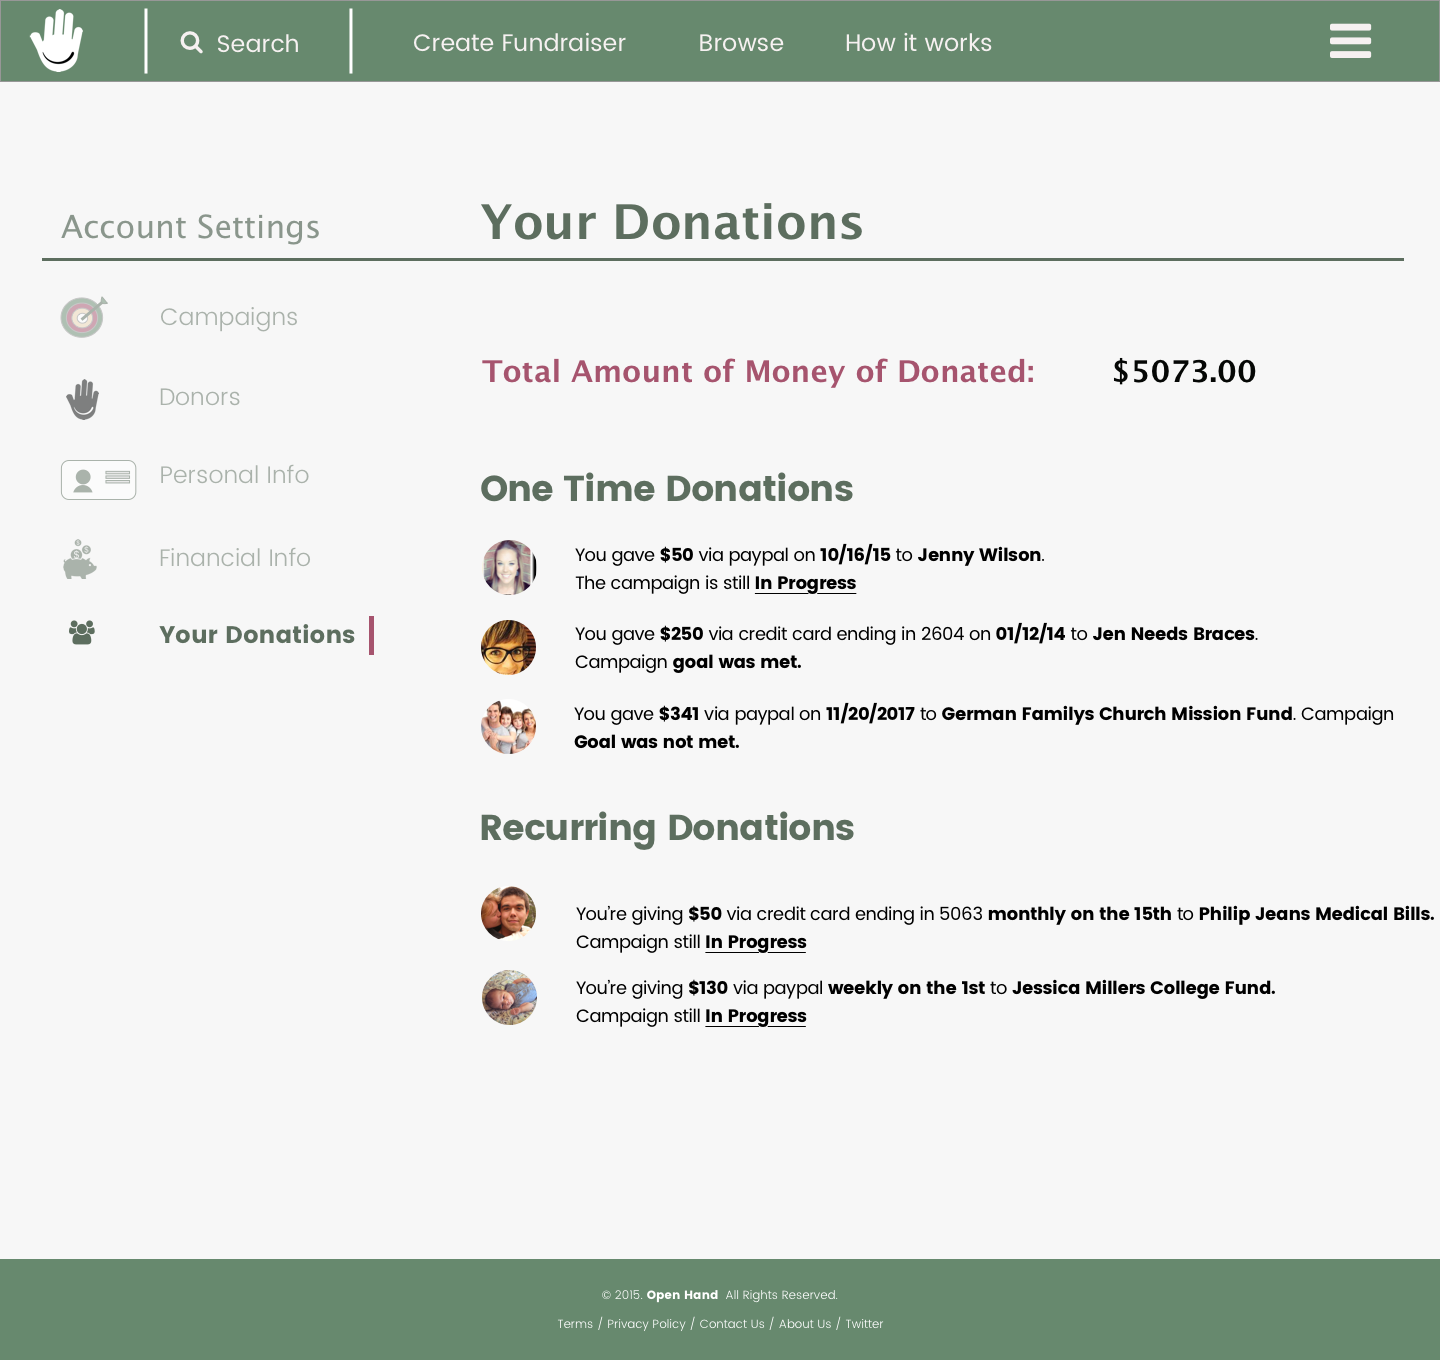 Search
Create Fundraiser
Browse
How it works
Account Settings
Your Donations
Campaigns
Donors
Personal Info
Financial Info
Your Donations
Total Amount of Money of Donated: $5073.00
One Time Donations
You gave $50 via paypal on 10/16/15 to Jenny Wilson.
The campaign is still In Progress
You gave $250 via credit card ending in 2604 on 01/12/14 to Jen Needs Braces.
Campaign goal was met.
You gave $341 via paypal on 11/20/2017 to German Familys Church Mission Fund. Campaign
Goal was not met.
Recurring Donations
You're giving $50 via credit card ending in 5063 monthly on the 15th to Philip Jeans Medical Bills.
Campaign still In Progress
You're giving $130 via paypal weekly on the 1st to Jessica Millers College Fund.
Campaign still In Progress
© 2015. Open Hand All Rights Reserved.
Terms / Privacy Policy / Contact Us / About Us / Twitter